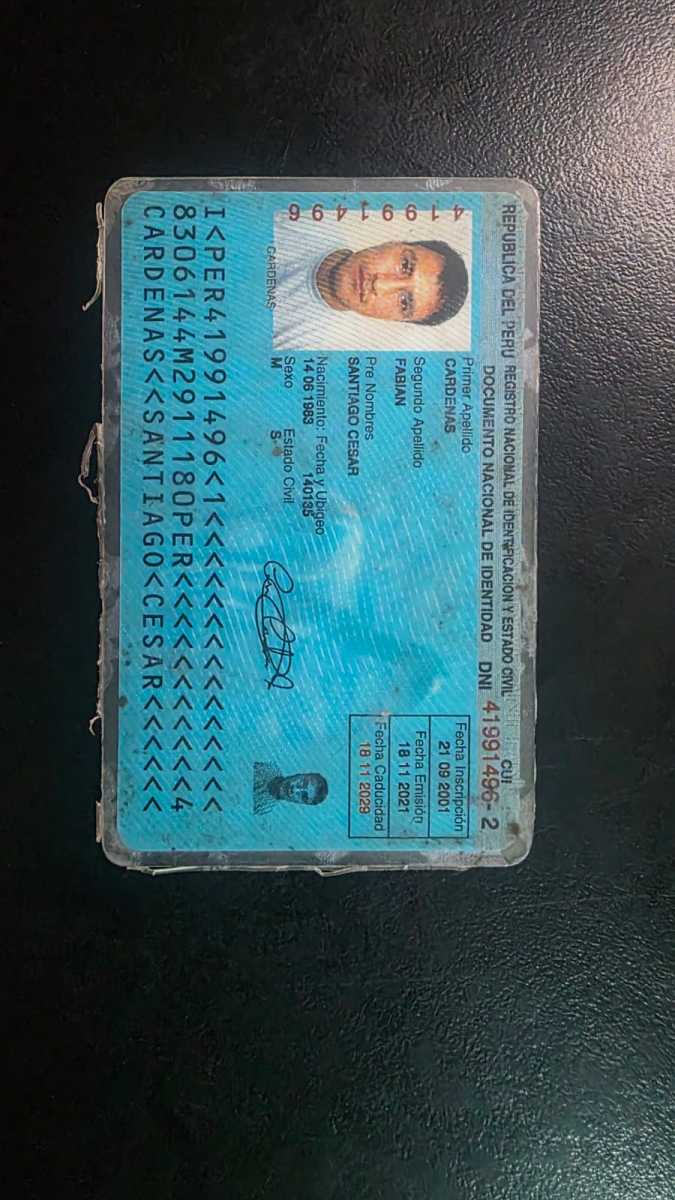 REPUBLICA DEL PERU REGISTRO NACIONAL DE IDENTIFICACION Y ESTADO CIVIL
CUI
DOCUMENTO NACIONAL DE IDENTIDAD DNI 41991496-2
41991496
CARDENAS
Primer Apellido
CARDENAS
Segundo Apellido
FABIAN
Pre Nombres
SANTIAGO CESAR
Nacimiento: Fecha y Ubigeo
14 06 1983 140135
Sexo Estado Civil
M S
Fecha Inscripción
21 09 2001
Fecha Emisión
18 11 2021
Fecha Caducidad
18 11 2029
I<PER41991496<1<<<<<<<<<<<<<<<
8306144M2911180PER<<<<<<<<<<<4
CARDENAS<<SANTIAGO<CESAR<<<<<<